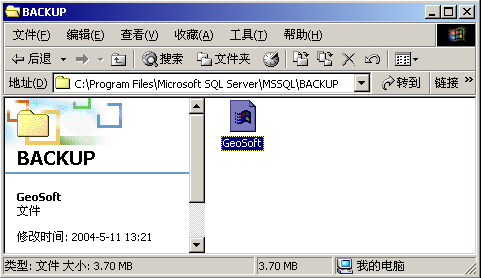 BACKUP
文件(F) 编辑(E) 查看(V) 收藏(A) 工具(T) 帮助(H)
后退 搜索 文件夹
地址(D) C:\Program Files\Microsoft SQL Server\MSSQL\BACKUP 转到 链接 »
BACKUP
GeoSoft
文件
修改时间: 2004-5-11 13:21
GeoSoft
类型: 文件 大小: 3.70 MB 3.70 MB 我的电脑